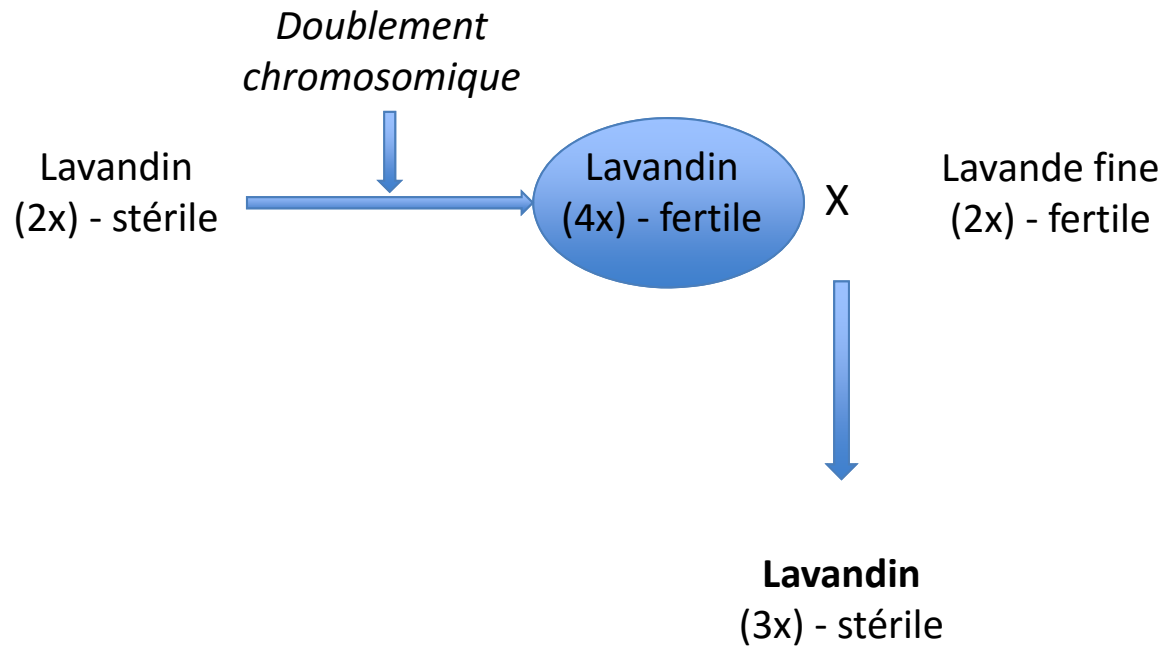 Doublement
chromosomique
Lavandin
(2x) - stérile
Lavandin
(4x) - fertile
X
Lavande fine
(2x) - fertile
Lavandin
(3x) - stérile